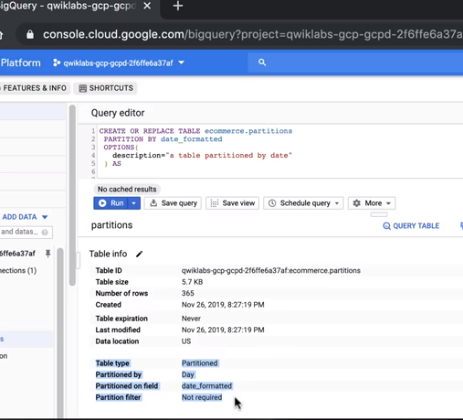 igQuery - qwiklabs-gcp-gcpd
console.cloud.google.com/bigquery?project=qwiklabs-gcp-gcpd-2f6ffe6a37a
Platform qwiklabs-gcp-gcpd-2f6ffe6a37af
FEATURES & INFO SHORTCUTS
Query editor
1 CREATE OR REPLACE TABLE ecommerce.partitions
2 PARTITION BY date_formatted
3 OPTIONS(
4 description="a table partitioned by date"
5 ) AS
6
No cached results
Run Save query Save view Schedule query More
ADD DATA
partitions
QUERY TABLE
and datas...
6ffe6a37af
Table info
nections (1)
Table ID qwiklabs-gcp-gcpd-2f6ffe6a37af:ecommerce.partitions
Table size 5.7 KB
Number of rows 365
Created Nov 26, 2019, 8:27:19 PM
Table expiration Never
Last modified Nov 26, 2019, 8:27:19 PM
Data location US
s
on
Table type Partitioned
Partitioned by Day
Partitioned on field date_formatted
Partition filter Not required